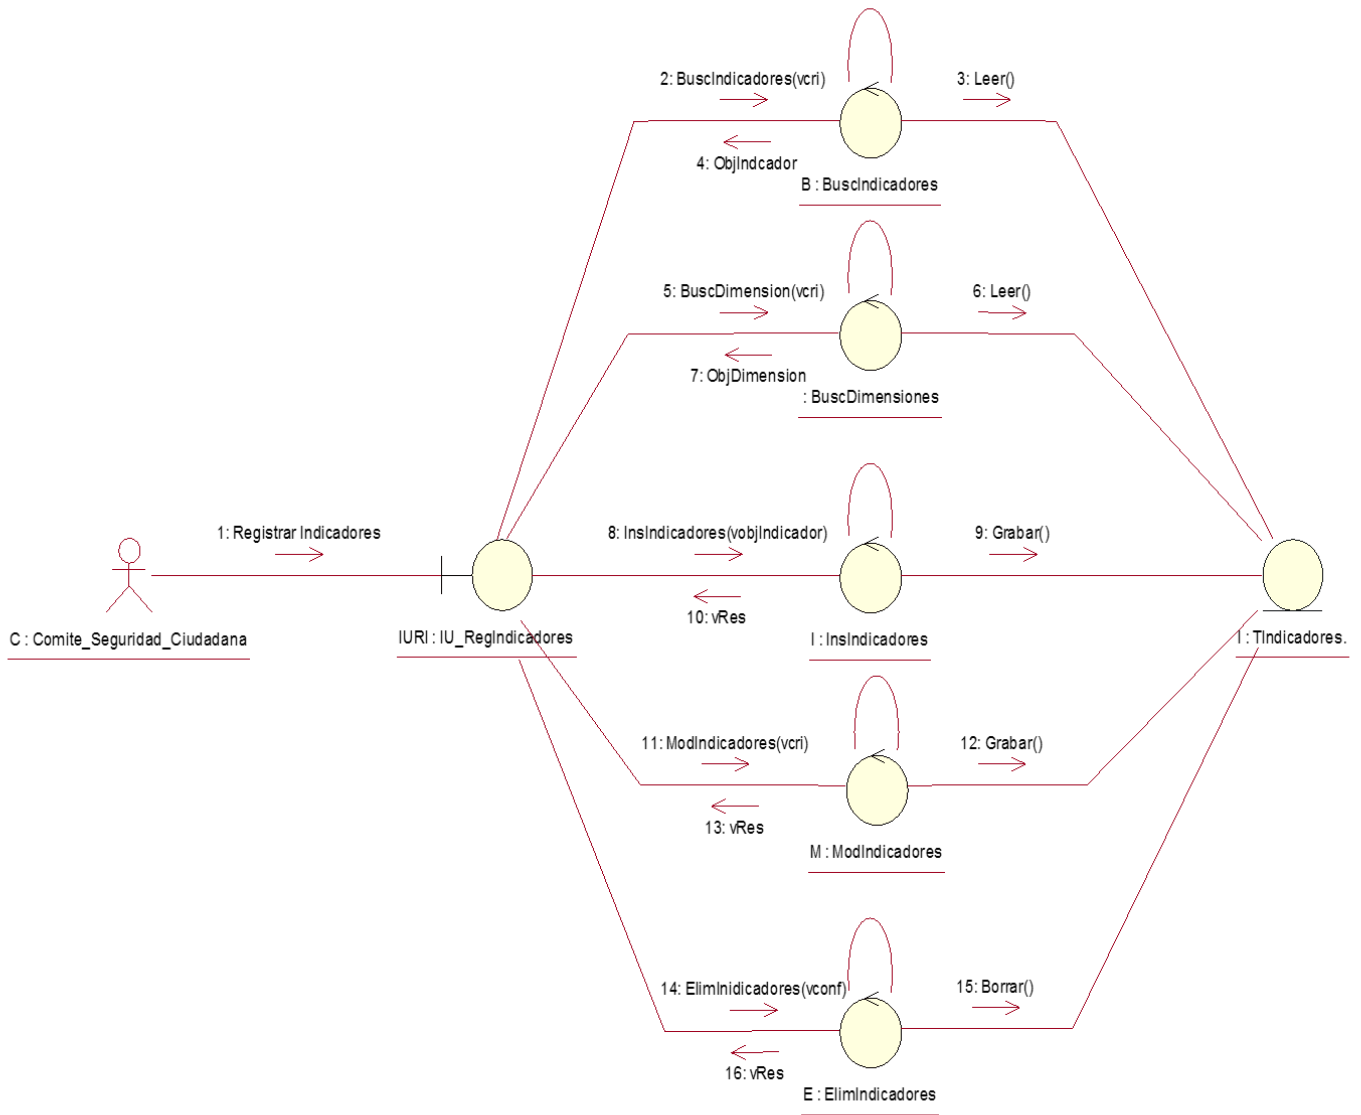 2: BuscIndicadores(vcri)
3: Leer()
4: ObjIndcador
B : BuscIndicadores
5: BuscDimension(vcri)
6: Leer()
7: ObjDimension
: BuscDimensiones
1: Registrar Indicadores
8: InsIndicadores(vobjIndicador)
9: Grabar()
10: vRes
C : Comite_Seguridad_Ciudadana
IURI : IU_RegIndicadores
I : InsIndicadores
I : TIndicadores.
11: ModIndicadores(vcri)
12: Grabar()
13: vRes
M : ModIndicadores
14: ElimInidicadores(vconf)
15: Borrar()
16: vRes
E : ElimIndicadores